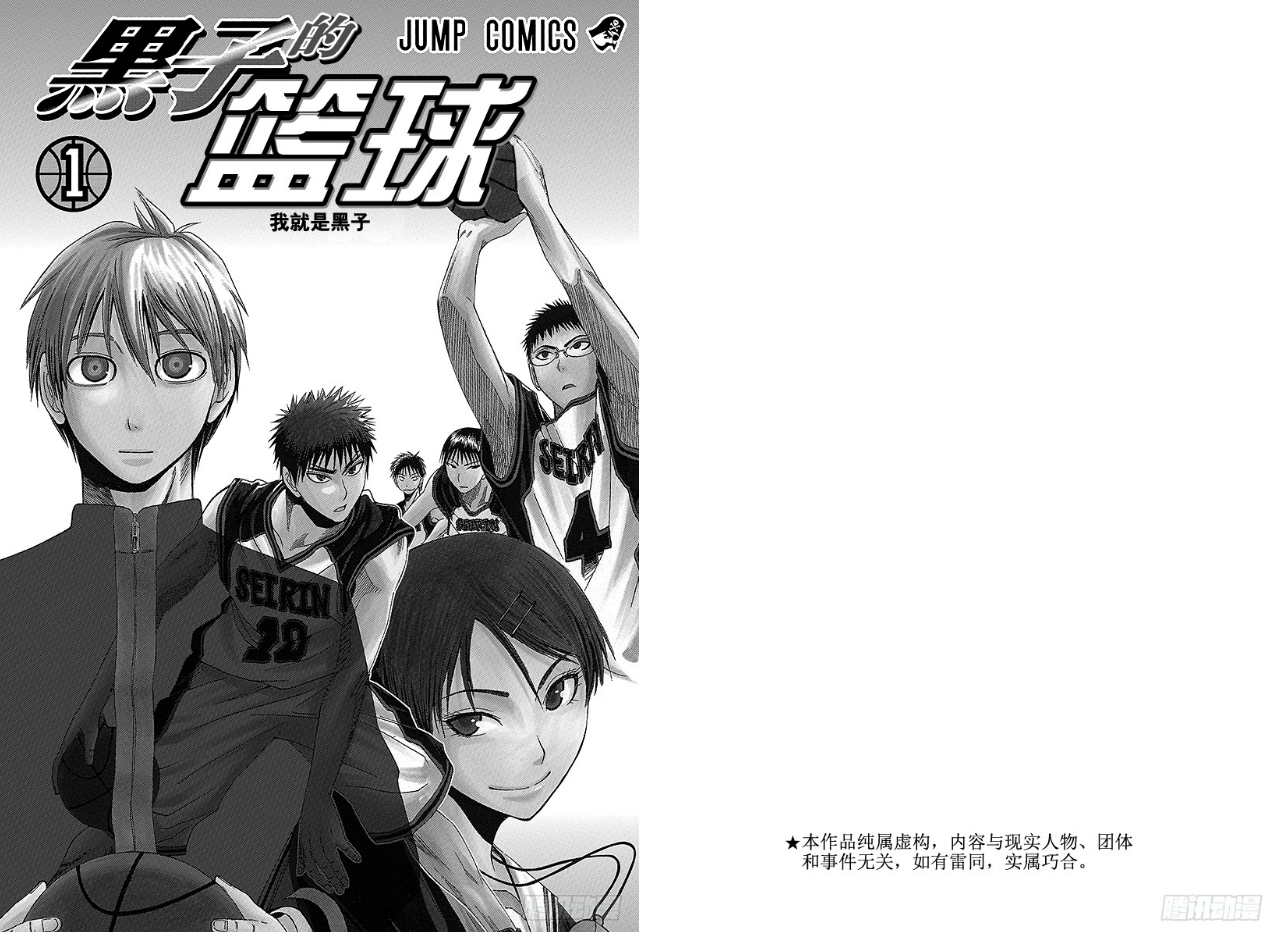 JUMP COMICS
黒子的
篮球
1
我就是黑子
SEIRIN
4
SEIRIN
SEIRIN
10
★本作品纯属虚构，内容与现实人物、团体
和事件无关，如有雷同，实属巧合。
腾讯动漫